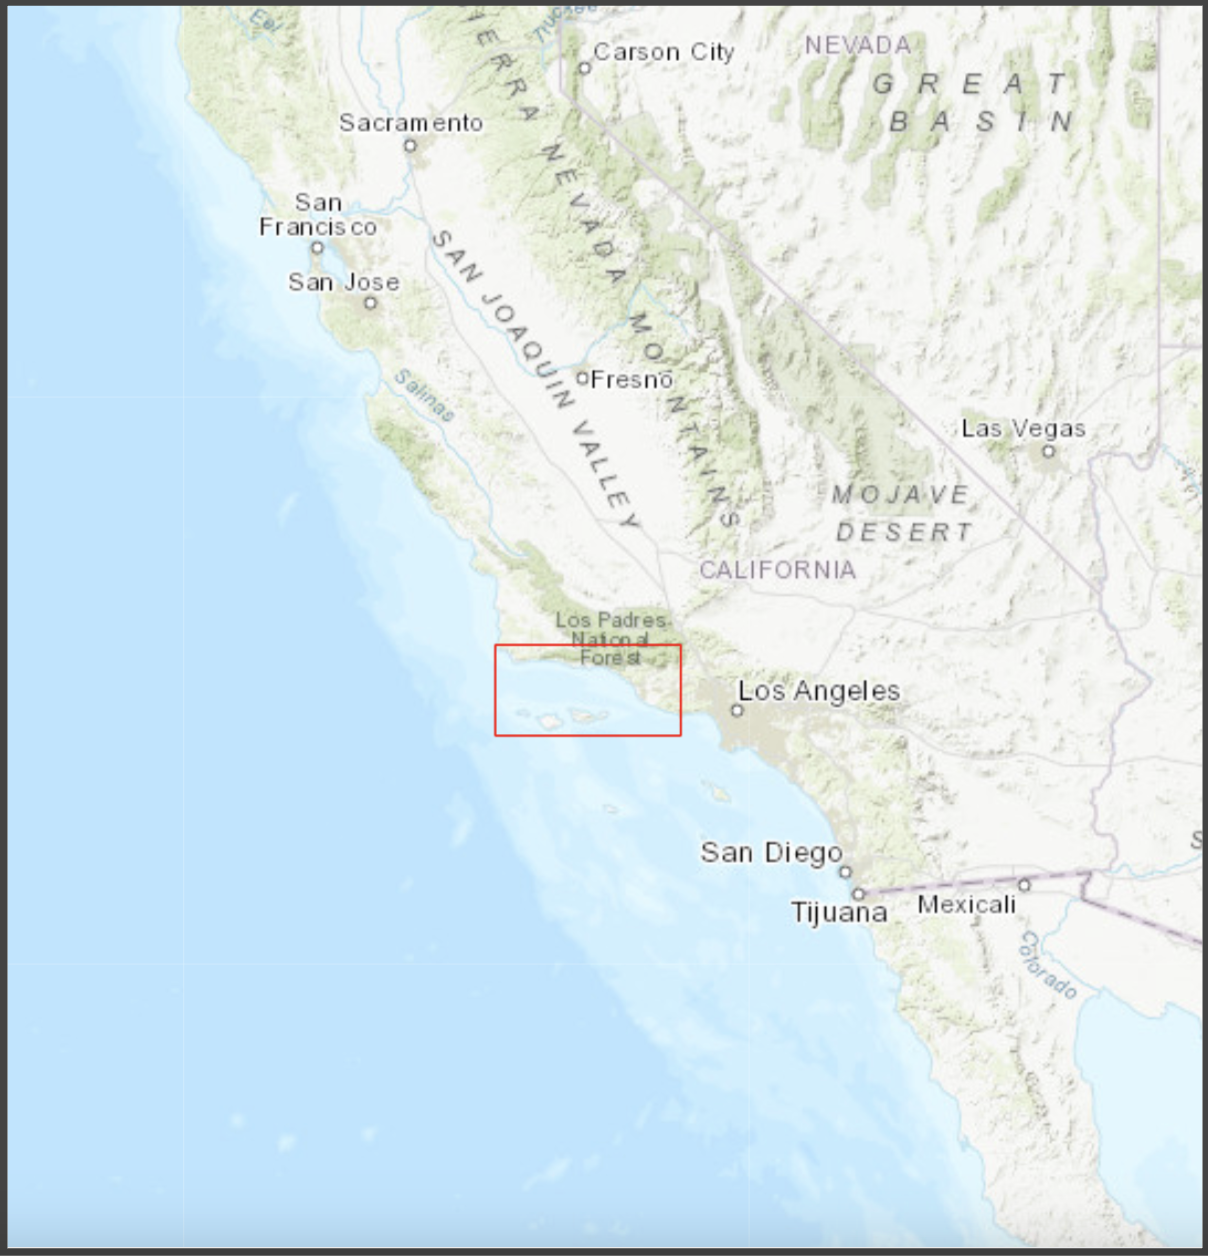 Eel
Truckee
Carson City
NEVADA
GREAT
BASIN
Sacramento
SIERRA NEVADA MOUNTAINS
San
Francisco
San Jose
SAN JOAQUIN VALLEY
Fresno
Salinas
Las Vegas
MOJAVE
DESERT
CALIFORNIA
Los Padres
National
Forest
Los Angeles
San Diego
Tijuana
Mexicali
Colorado
S